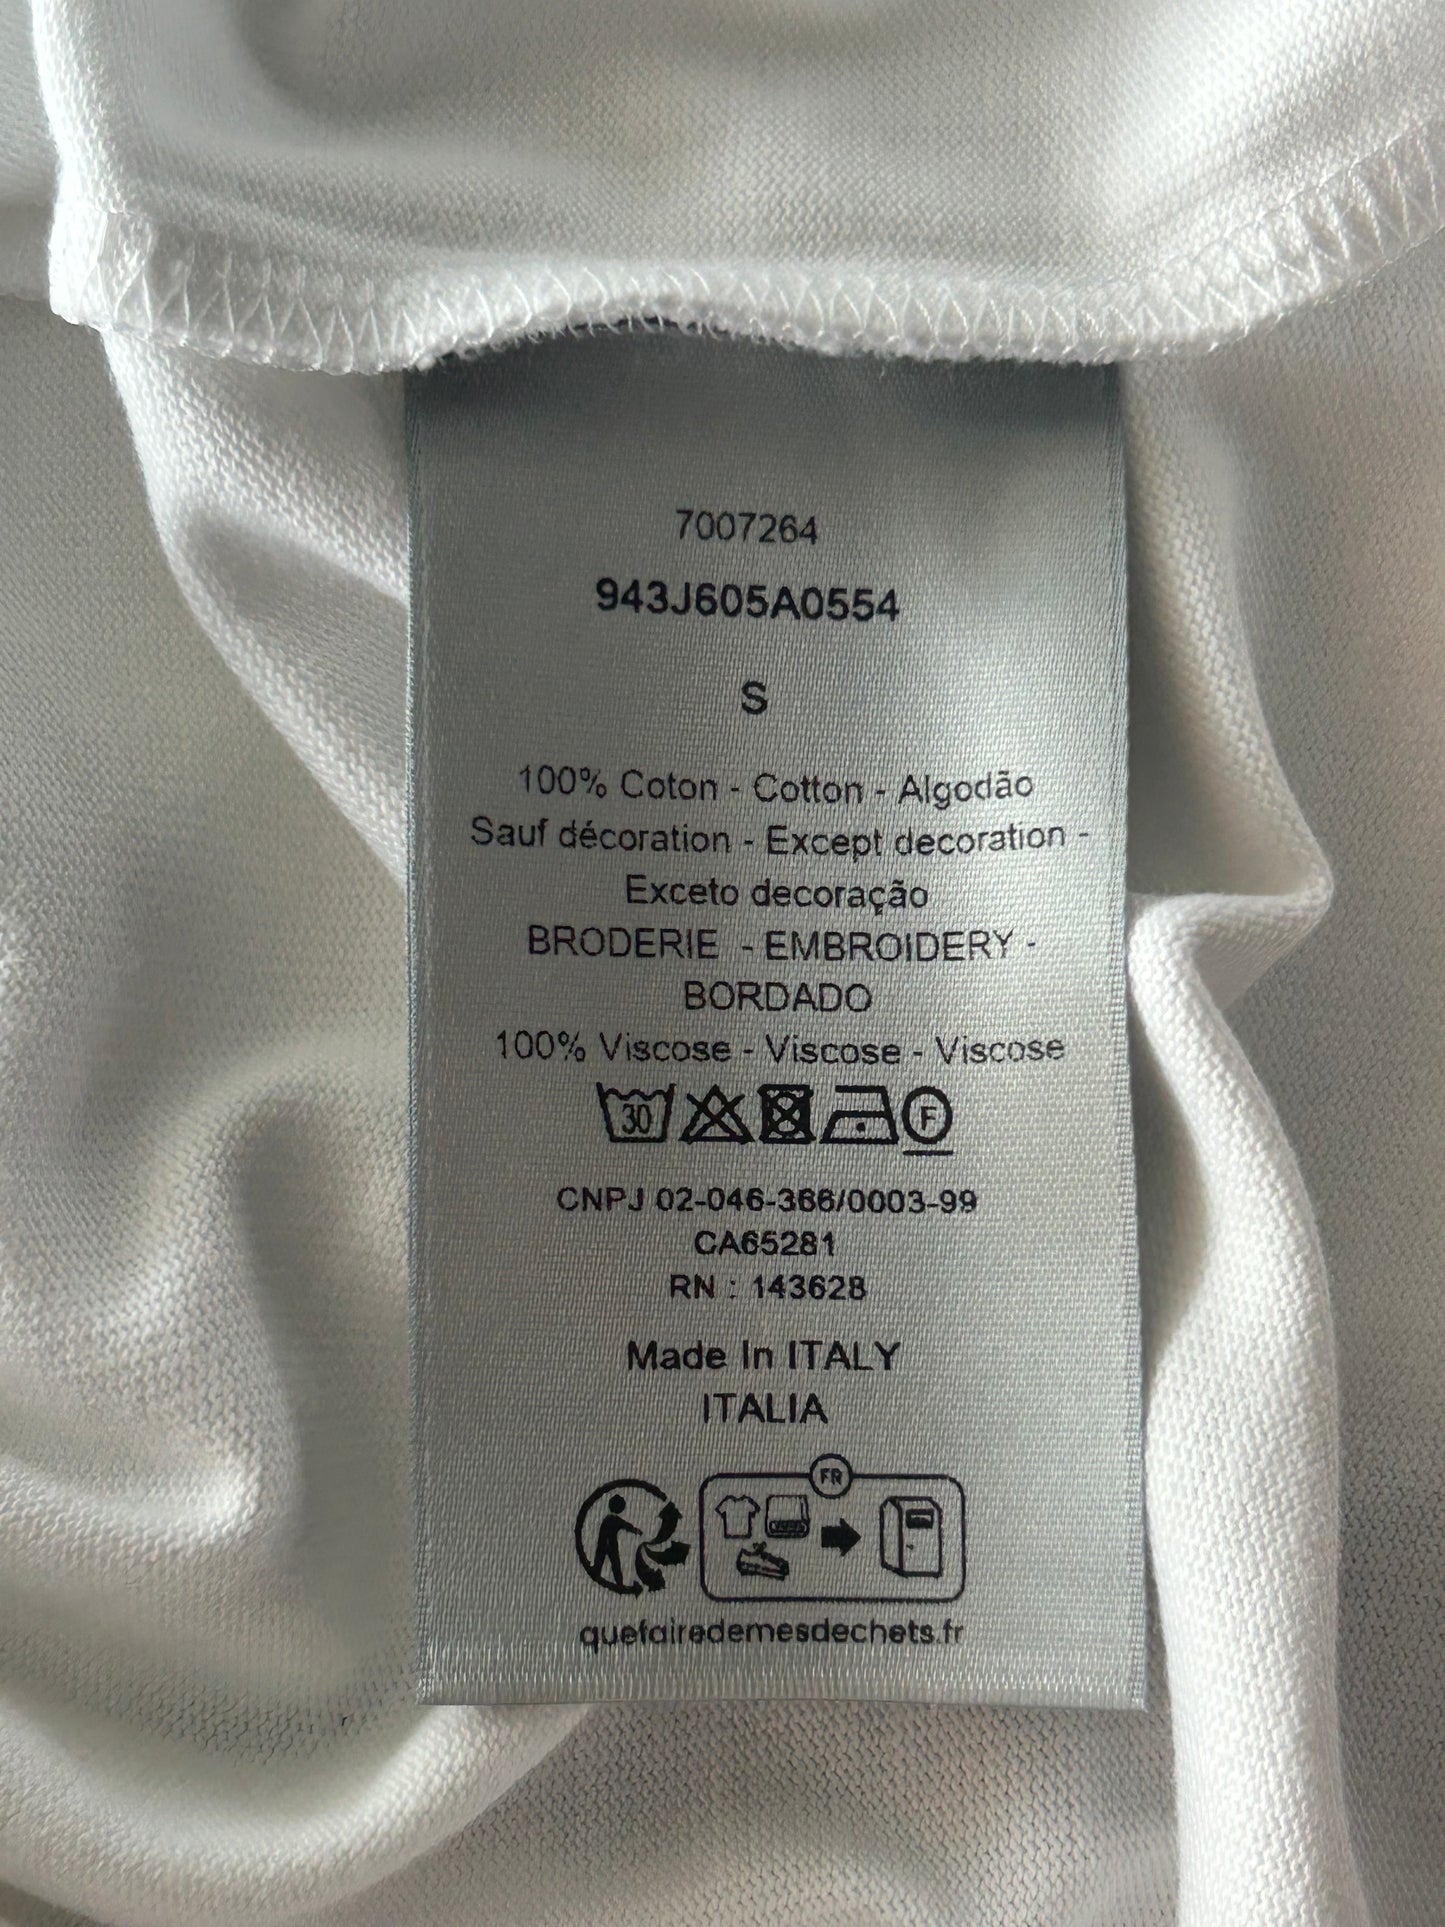 7007264
943J605A0554
S
100% Coton - Cotton - Algodão
Sauf décoration - Except decoration -
Exceto decoração
BRODERIE - EMBROIDERY -
BORDADO
100% Viscose - Viscose - Viscose
30 F
CNPJ 02-046-366/0003-99
CA65281
RN : 143628
Made In ITALY
ITALIA
FR
quefairedemesdechets.fr